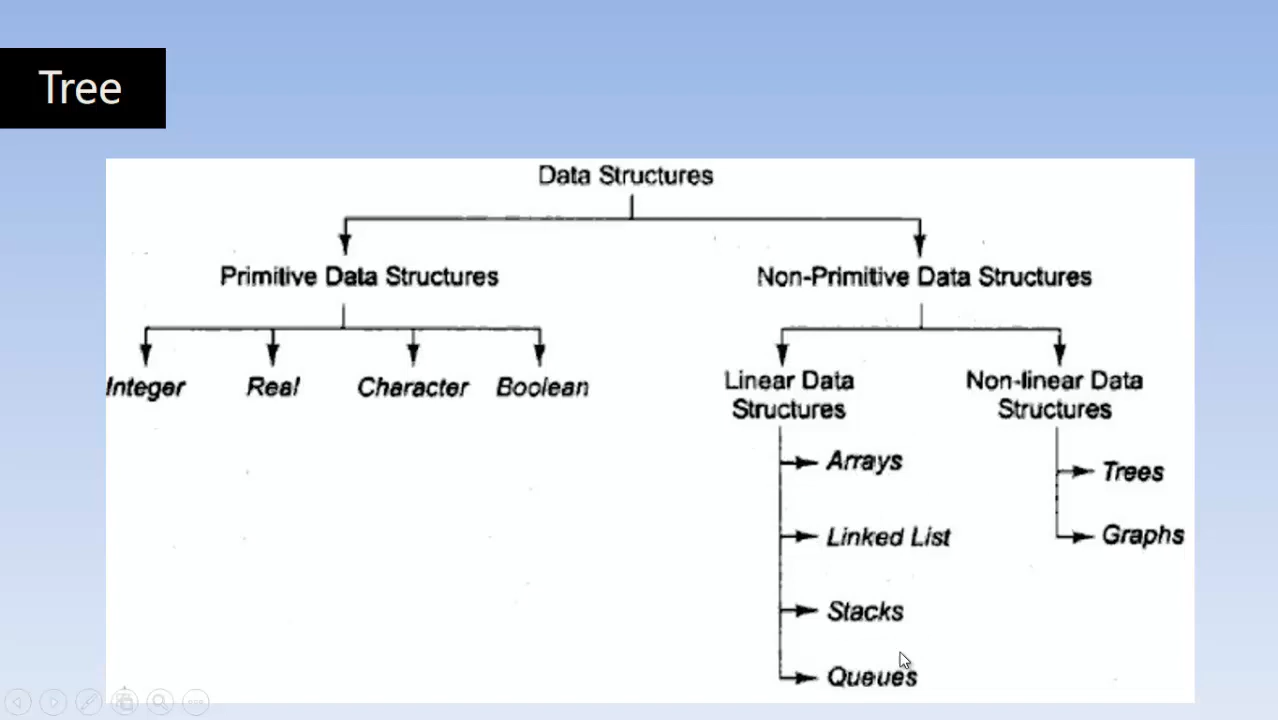 Tree
Data Structures
Primitive Data Structures
Non-Primitive Data Structures
Integer
Real
Character
Boolean
Linear Data
Structures
Arrays
Linked List
Stacks
Queues
Non-linear Data
Structures
Trees
Graphs